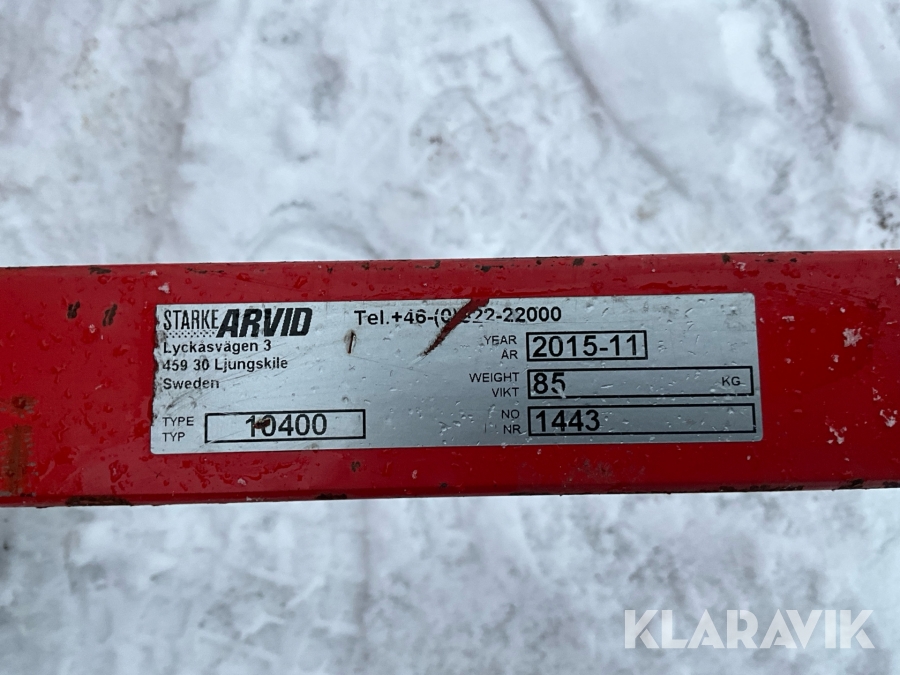 STARKE ARVID
Lyckåsvägen 3
459 30 Ljungskile
Sweden
TYPE
TYP
10400
Tel.+46-(0)522-22000
YEAR
ÅR
2015-11
WEIGHT
VIKT
85
KG
NO
NR
1443
KLARAVIK